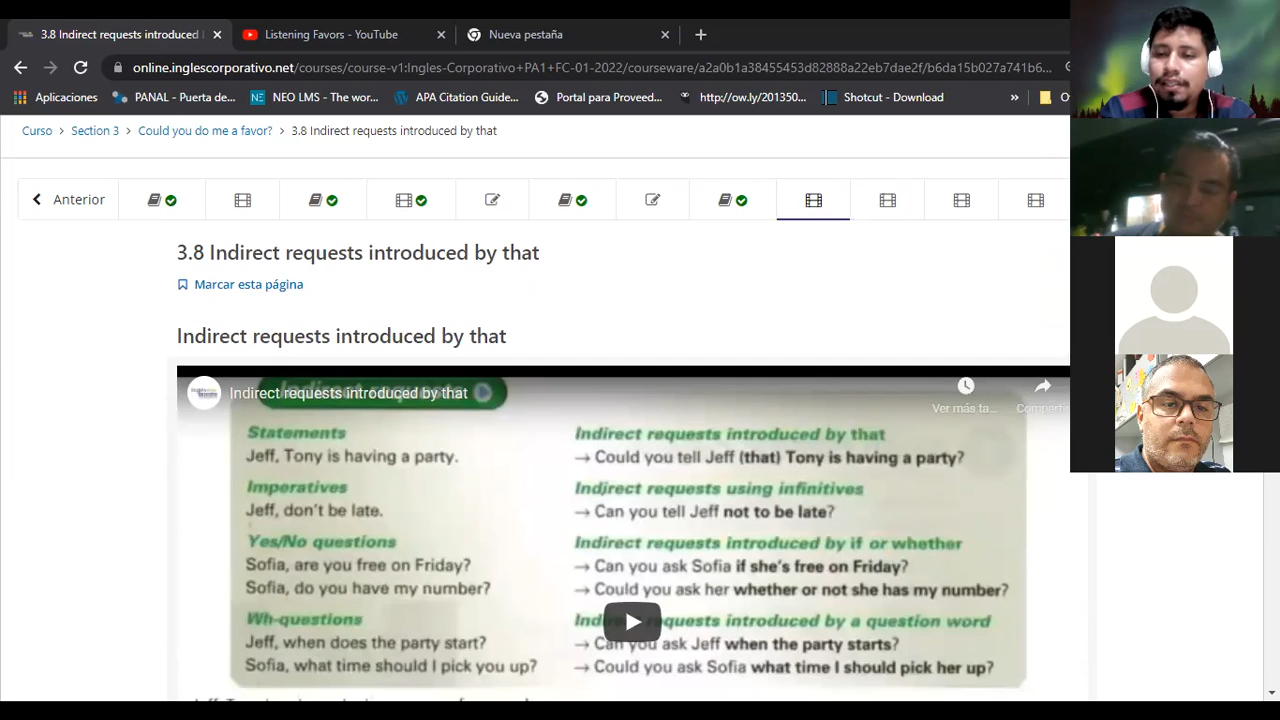 3.8 Indirect requests introduced
Listening Favors - YouTube
Nueva pestaña
online.inglescorporativo.net/courses/course-v1:Ingles-Corporativo+PA1+FC-01-2022/courseware/a2a0b1a38455453d82888a22eb7dae2f/b6da15b027a741b6...
Aplicaciones
PANAL - Puerta de...
NEO LMS - The wor...
APA Citation Guide...
Portal para Proveed...
http://ow.ly/201350...
Shotcut - Download
»
Curso > Section 3 > Could you do me a favor? > 3.8 Indirect requests introduced by that
Anterior
3.8 Indirect requests introduced by that
Marcar esta página
Indirect requests introduced by that
Indirect requests introduced by that
Ver más ta...
Statements
Jeff, Tony is having a party.
Indirect requests introduced by that
→ Could you tell Jeff (that) Tony is having a party?
Imperatives
Jeff, don't be late.
Indirect requests using infinitives
→ Can you tell Jeff not to be late?
Yes/No questions
Sofia, are you free on Friday?
Sofia, do you have my number?
Indirect requests introduced by if or whether
→ Can you ask Sofia if she's free on Friday?
→ Could you ask her whether or not she has my number?
Wh-questions
Jeff, when does the party start?
Sofia, what time should I pick you up?
Indirect requests introduced by a question word
→ Can you ask Jeff when the party starts?
→ Could you ask Sofia what time I should pick her up?